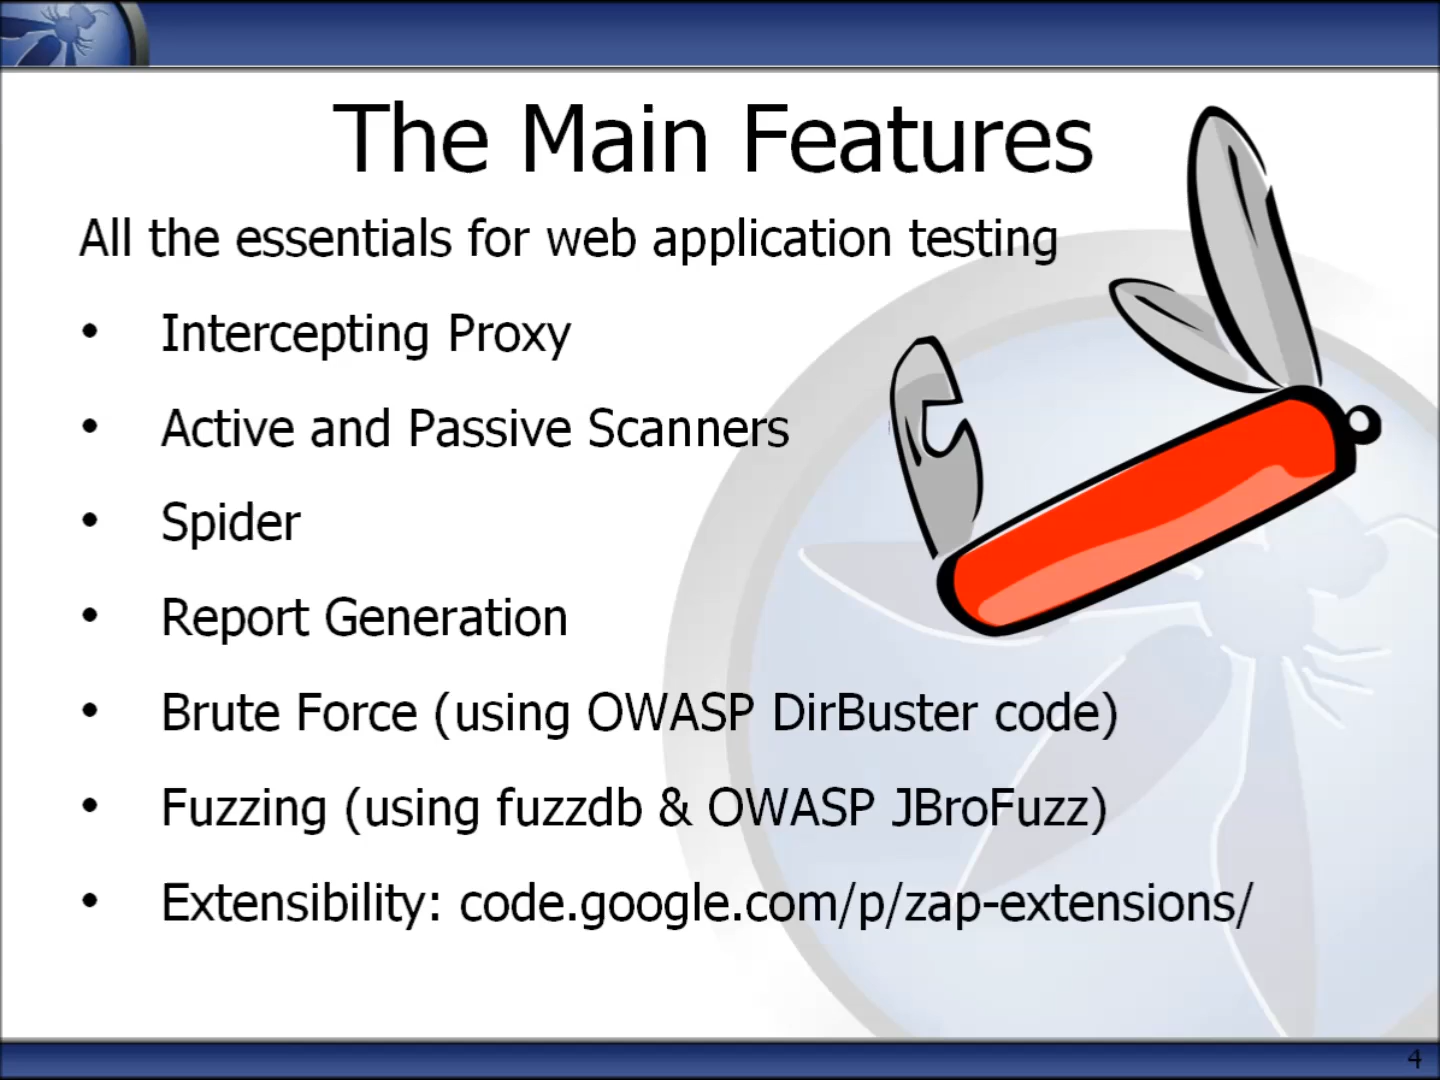 The Main Features
All the essentials for web application testing
• Intercepting Proxy
• Active and Passive Scanners
• Spider
• Report Generation
• Brute Force (using OWASP DirBuster code)
• Fuzzing (using fuzzdb & OWASP JBroFuzz)
• Extensibility: code.google.com/p/zap-extensions/
4